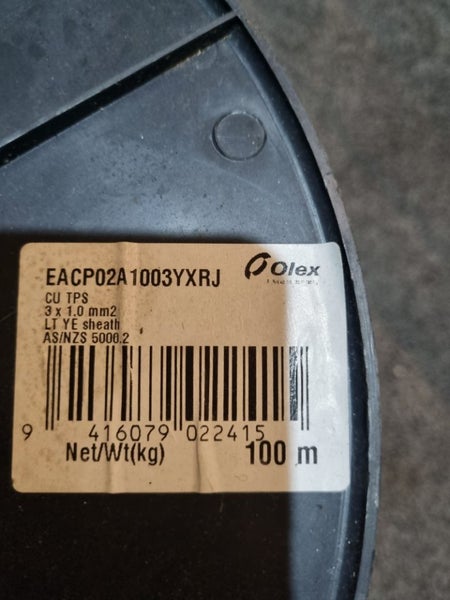 EACP02A1003YXRJ
Olex
CU TPS
3 x 1.0 mm2
LT YE sheath
AS/NZS 5000.2
9 416079 022415
Net/Wt(kg) 100 m